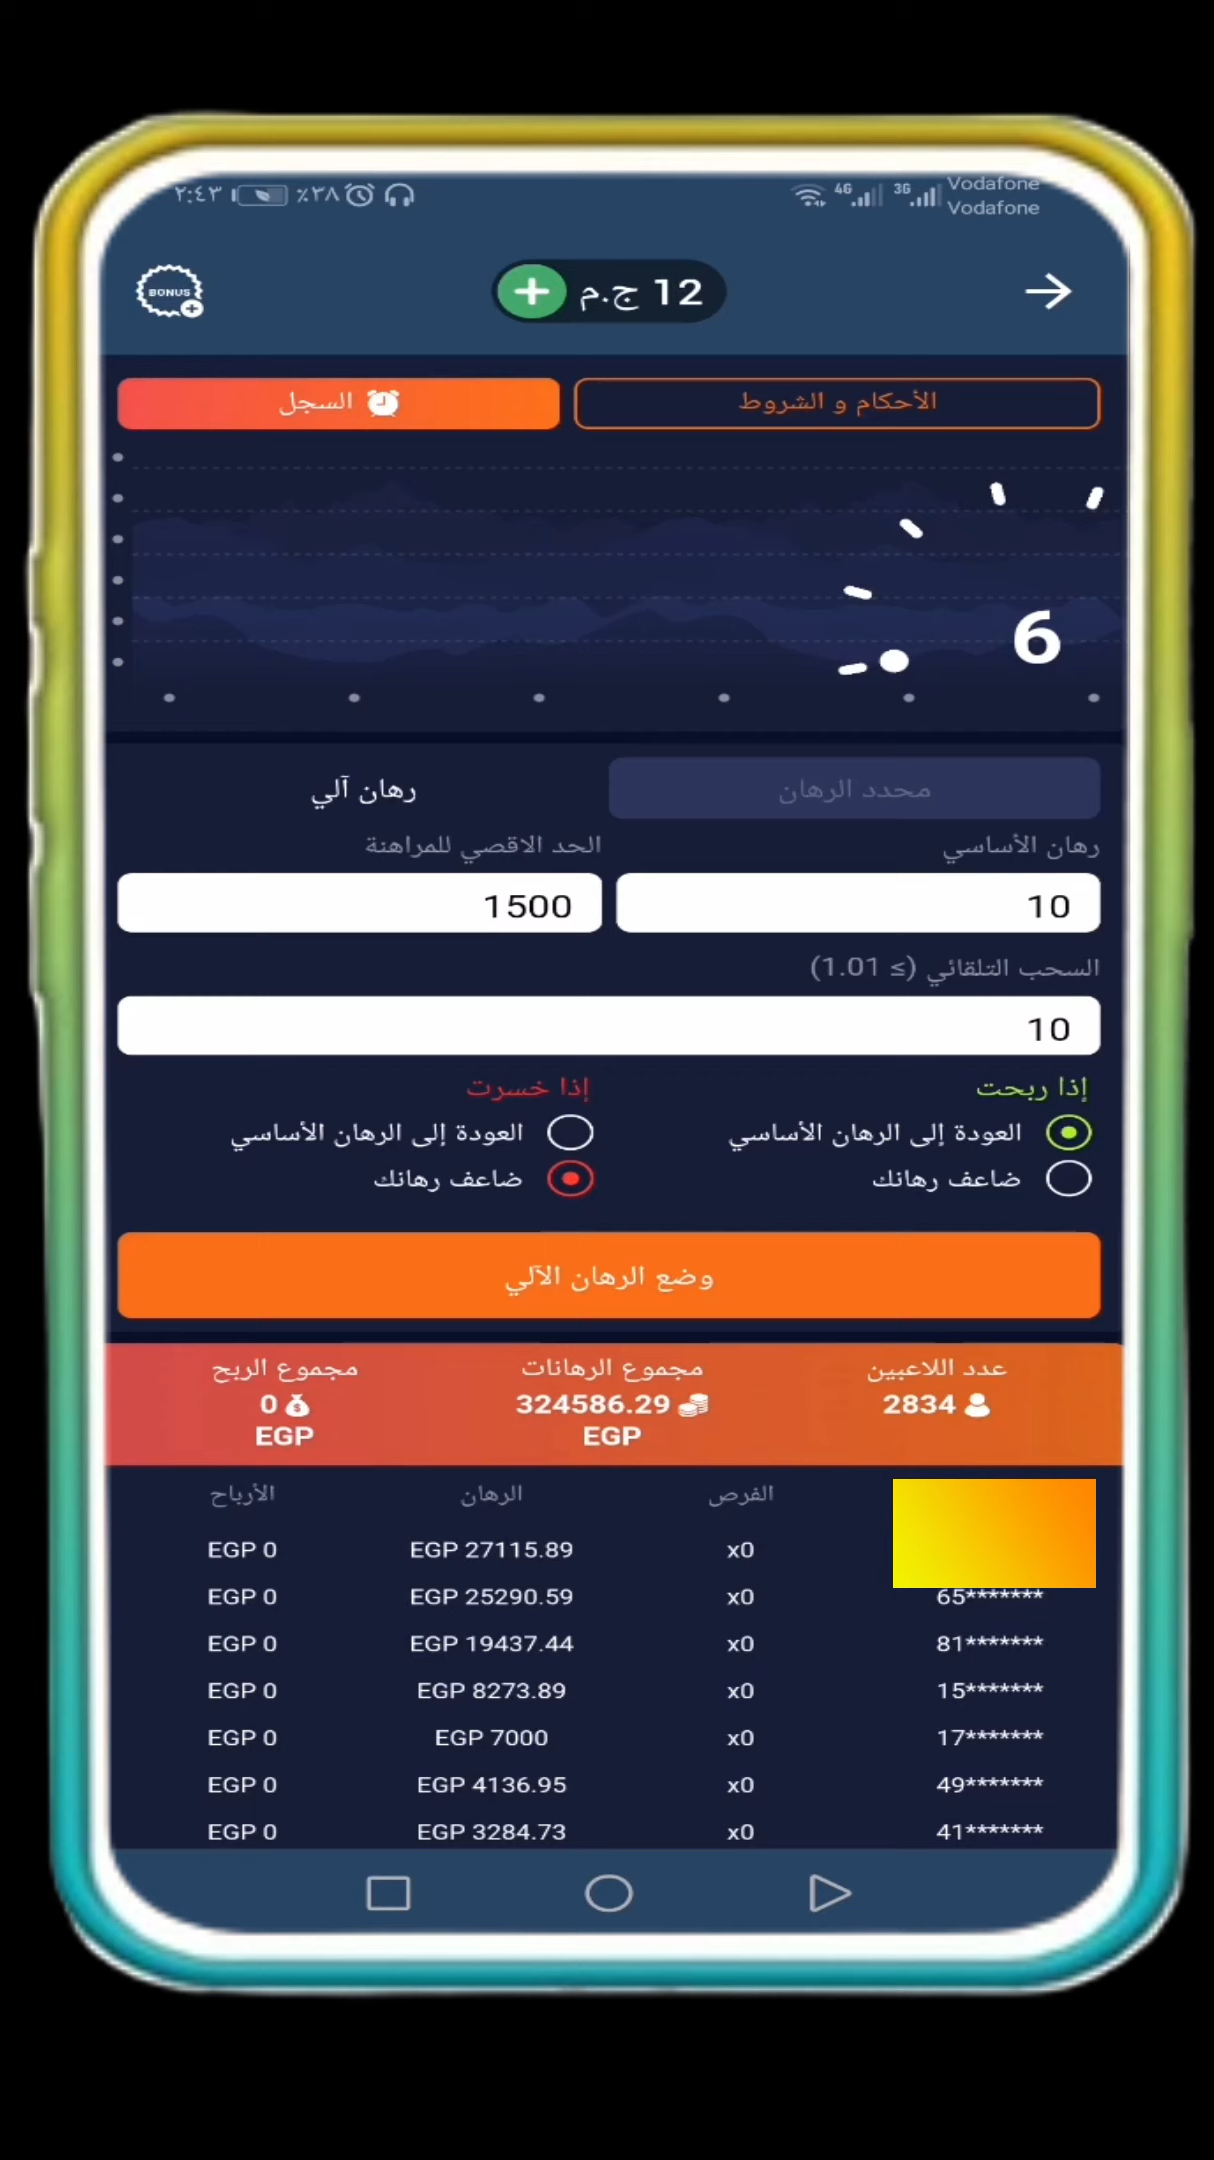 ٢:٤٣ ٪٣٨ 4G 3G Vodafone
Vodafone
BONUS
12 ج.م
الأحكام و الشروط
السجل
6
محدد الرهان
رهان آلي
رهان الأساسي
الحد الاقصي للمراهنة
10
1500
السحب التلقائي (≥ 1.01)
10
إذا ربحت
إذا خسرت
العودة إلى الرهان الأساسي
العودة إلى الرهان الأساسي
ضاعف رهانك
ضاعف رهانك
وضع الرهان الآلي
عدد اللاعبين
مجموع الرهانات
مجموع الربح
2834
324586.29
0
EGP
EGP
الفرص
الرهان
الأرباح
x0 EGP 27115.89 EGP 0
65******* x0 EGP 25290.59 EGP 0
81******* x0 EGP 19437.44 EGP 0
15******* x0 EGP 8273.89 EGP 0
17******* x0 EGP 7000 EGP 0
49******* x0 EGP 4136.95 EGP 0
41******* x0 EGP 3284.73 EGP 0